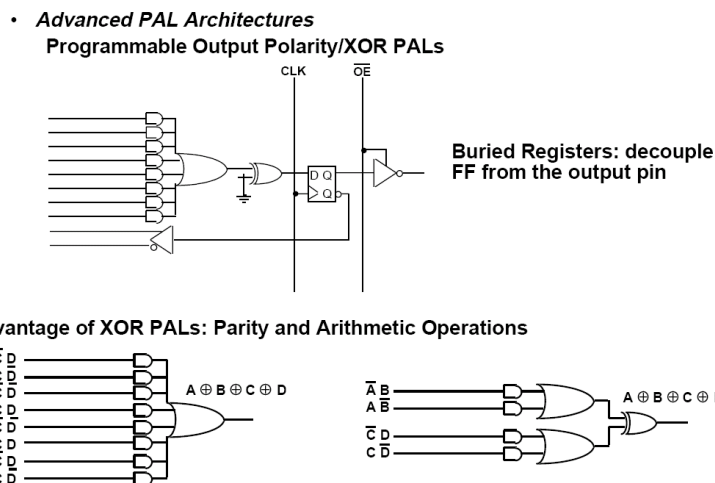 • Advanced PAL Architectures
Programmable Output Polarity/XOR PALs
CLK
O̅E̅
Buried Registers: decouple
FF from the output pin
D Q
Q
vantage of XOR PALs: Parity and Arithmetic Operations
A ⊕ B ⊕ C ⊕ D
A̅ B
A B̅
C̅ D
C D̅
A ⊕ B ⊕ C ⊕